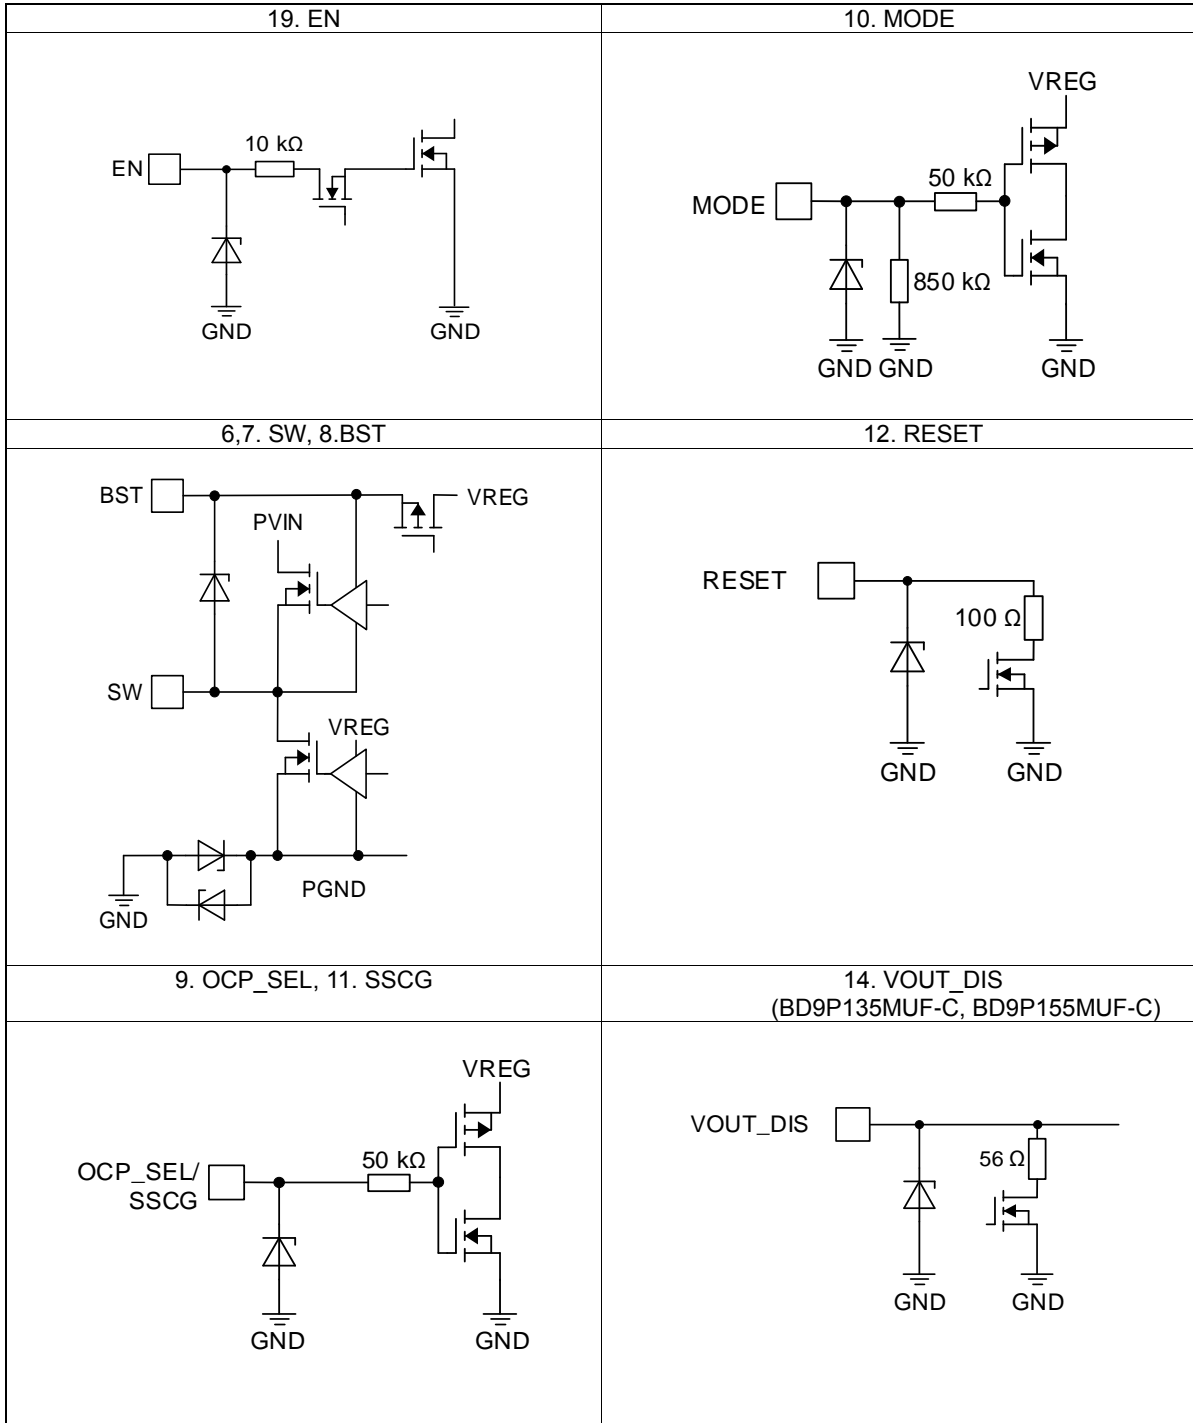 19. EN
10. MODE
EN
10 kΩ
GND
GND
VREG
MODE
50 kΩ
850 kΩ
GND GND
GND
6,7. SW, 8.BST
12. RESET
BST
PVIN
VREG
SW
VREG
PGND
GND
RESET
100 Ω
GND
GND
9. OCP_SEL, 11. SSCG
14. VOUT_DIS
(BD9P135MUF-C, BD9P155MUF-C)
VREG
OCP_SEL/
SSCG
50 kΩ
GND
GND
VOUT_DIS
56 Ω
GND
GND